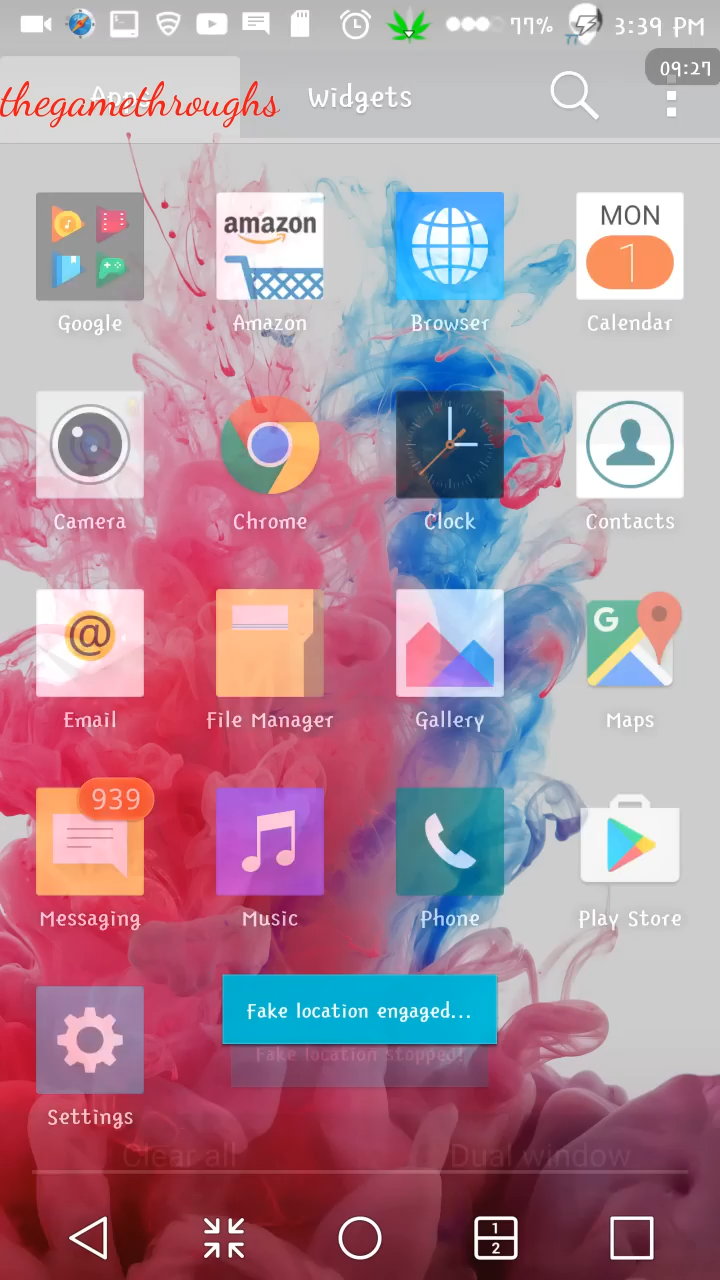 77% 3:39 PM
09:27
Apps
thegamethroughs
Widgets
MON
amazon
1
Google Amazon Browser Calendar
Camera Chrome Clock Contacts
@
G
Email File Manager Gallery Maps
939
Messaging Music Phone Play Store
Fake location engaged...
Fake location stopped!
Settings
Clear all Dual window
1
2